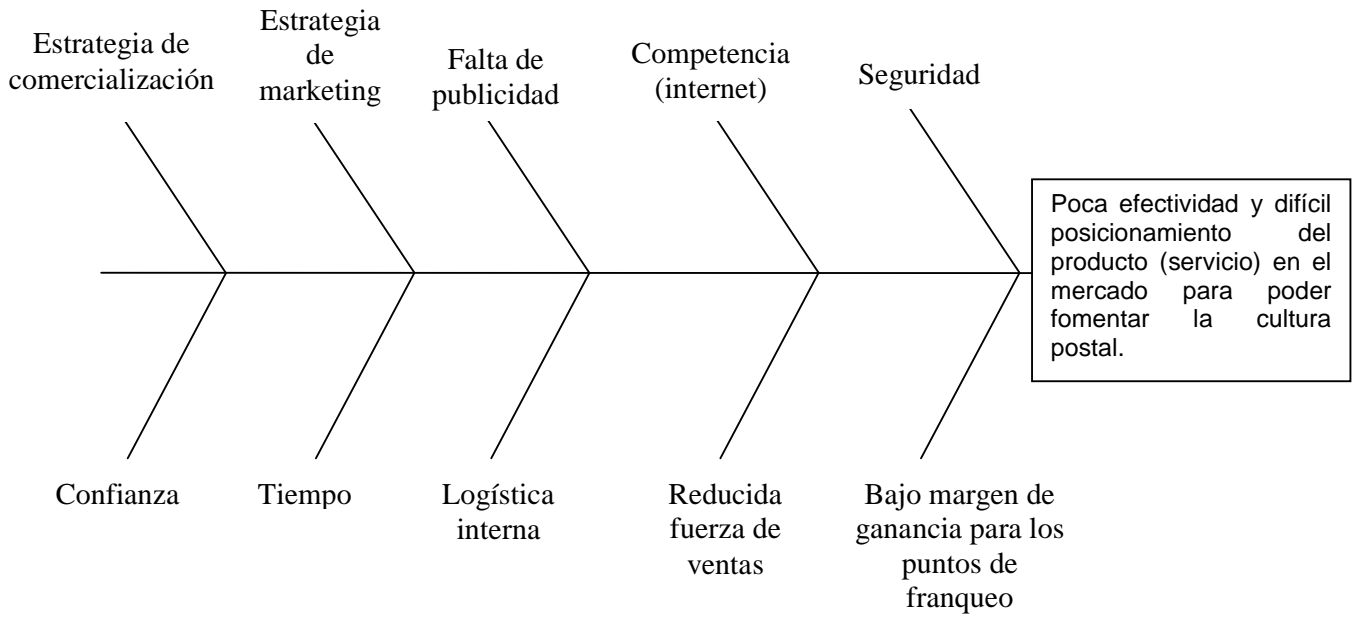 Estrategia de
comercialización
Estrategia
de
marketing
Falta de
publicidad
Competencia
(internet)
Seguridad
Poca efectividad y difícil
posicionamiento del
producto (servicio) en el
mercado para poder
fomentar la cultura
postal.
Confianza
Tiempo
Logística
interna
Reducida
fuerza de
ventas
Bajo margen de
ganancia para los
puntos de
franqueo